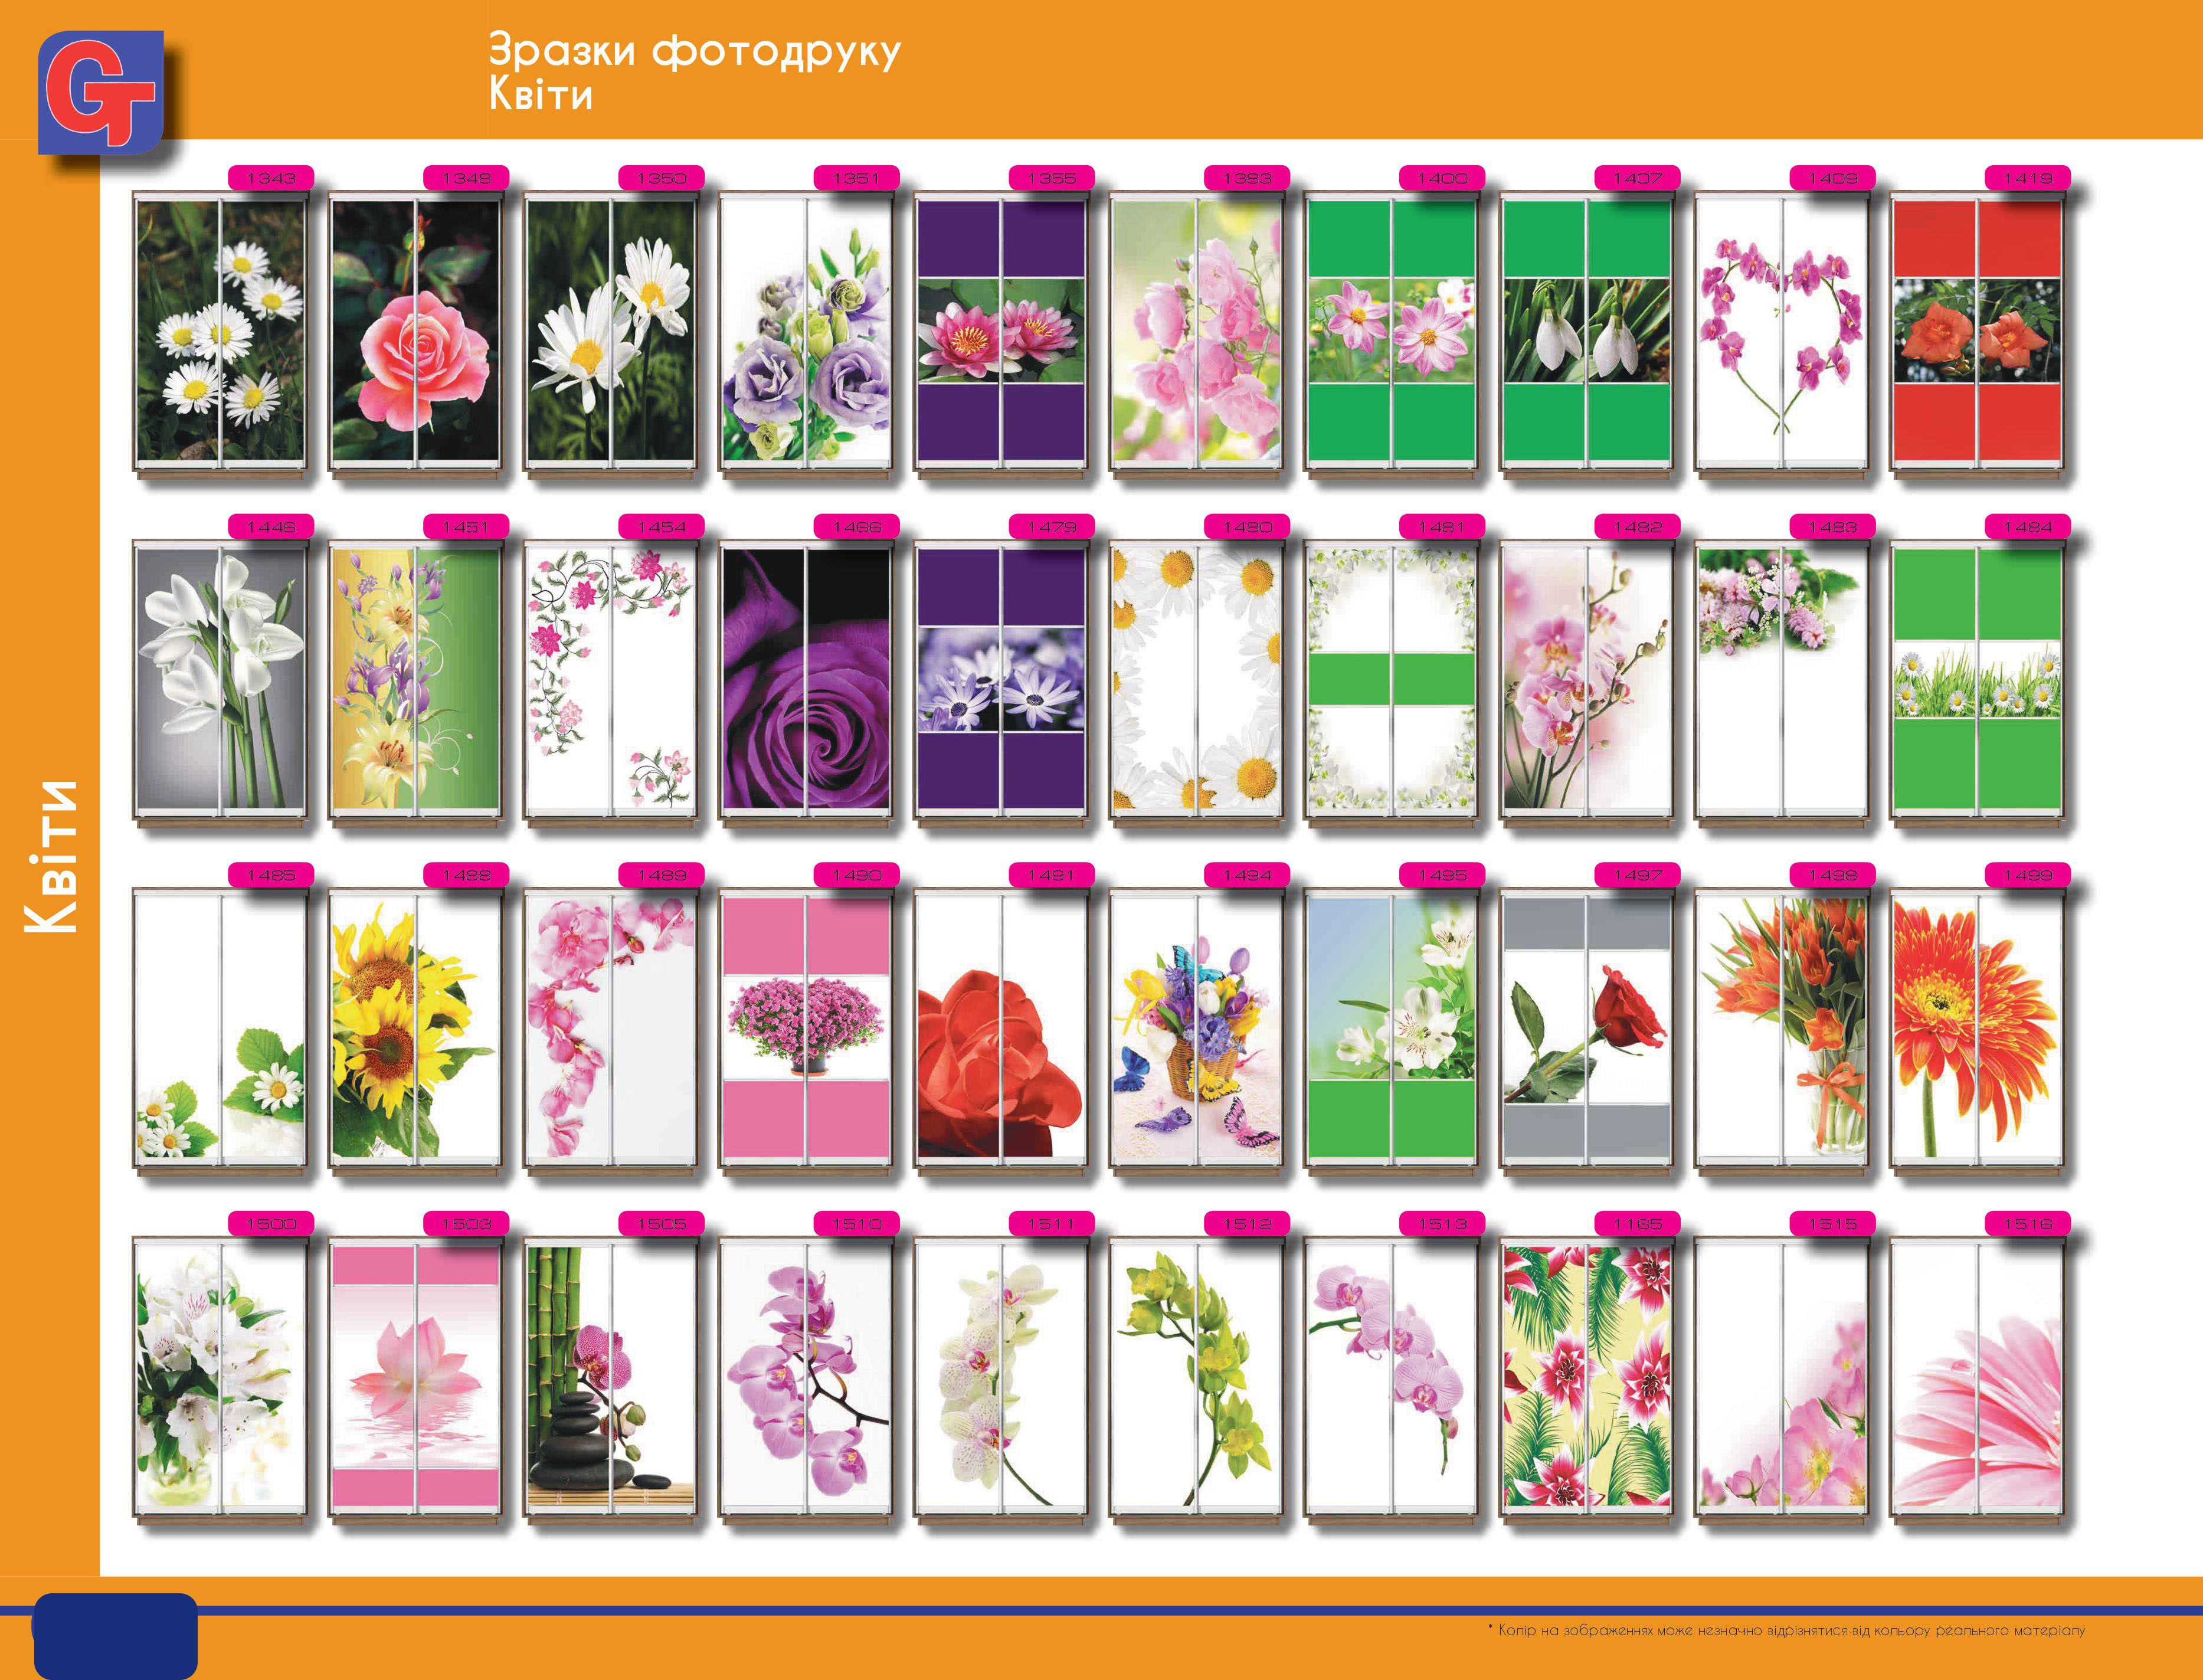 GT
Зразки фотодруку
Квіти
1343 1348 1350 1351 1355 1383 1400 1407 1409 1419
1446 1451 1454 1466 1479 1480 1481 1482 1483 1484
Квіти
1485 1488 1489 1490 1491 1494 1495 1497 1498 1499
1500 1503 1505 1510 1511 1512 1513 1165 1515 1516
* Колір на зображеннях може незначно відрізнятися від кольору реального матеріалу